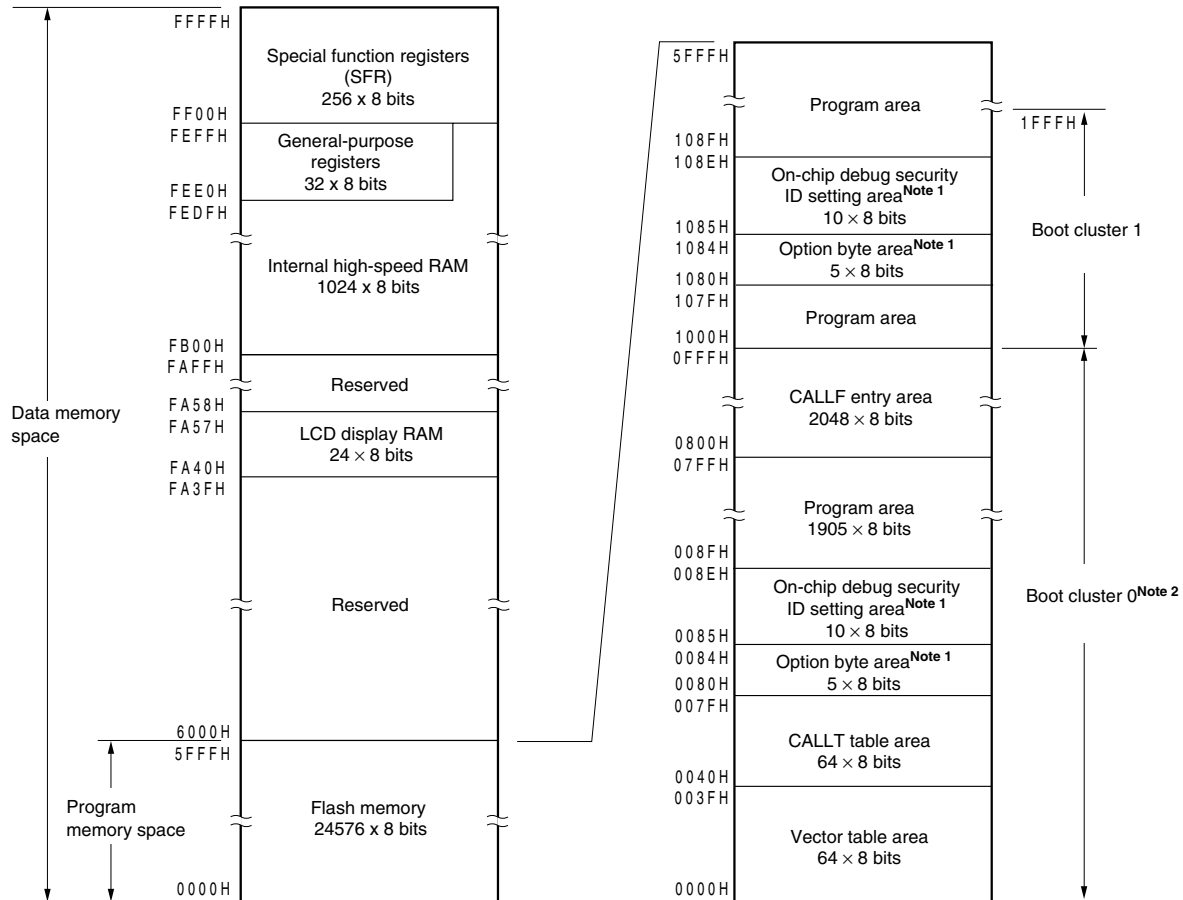 FFFFH
Special function registers
(SFR)
256 x 8 bits
FF00H
FEFFH
General-purpose
registers
32 x 8 bits
FEE0H
FEDFH
Internal high-speed RAM
1024 x 8 bits
FB00H
FAFFH
Reserved
FA58H
FA57H
LCD display RAM
24 × 8 bits
FA40H
FA3FH
Reserved
6000H
5FFFH
Flash memory
24576 x 8 bits
0000H
Data memory
space
Program
memory space
5FFFH
Program area
108FH
108EH
On-chip debug security
ID setting area Note 1
10 × 8 bits
1085H
1084H
Option byte area Note 1
5 × 8 bits
1080H
107FH
Program area
1000H
0FFFH
CALLF entry area
2048 × 8 bits
0800H
07FFH
Program area
1905 × 8 bits
008FH
008EH
On-chip debug security
ID setting area Note 1
10 × 8 bits
0085H
0084H
Option byte area Note 1
5 × 8 bits
0080H
007FH
CALLT table area
64 × 8 bits
0040H
003FH
Vector table area
64 × 8 bits
0000H
1FFFH
Boot cluster 1
Boot cluster 0 Note 2